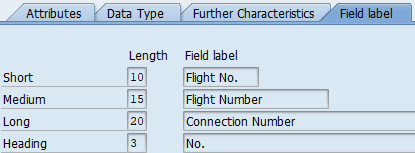 Attributes Data Type Further Characteristics Field label
Length Field label
Short 10 Flight No.
Medium 15 Flight Number
Long 20 Connection Number
Heading 3 No.